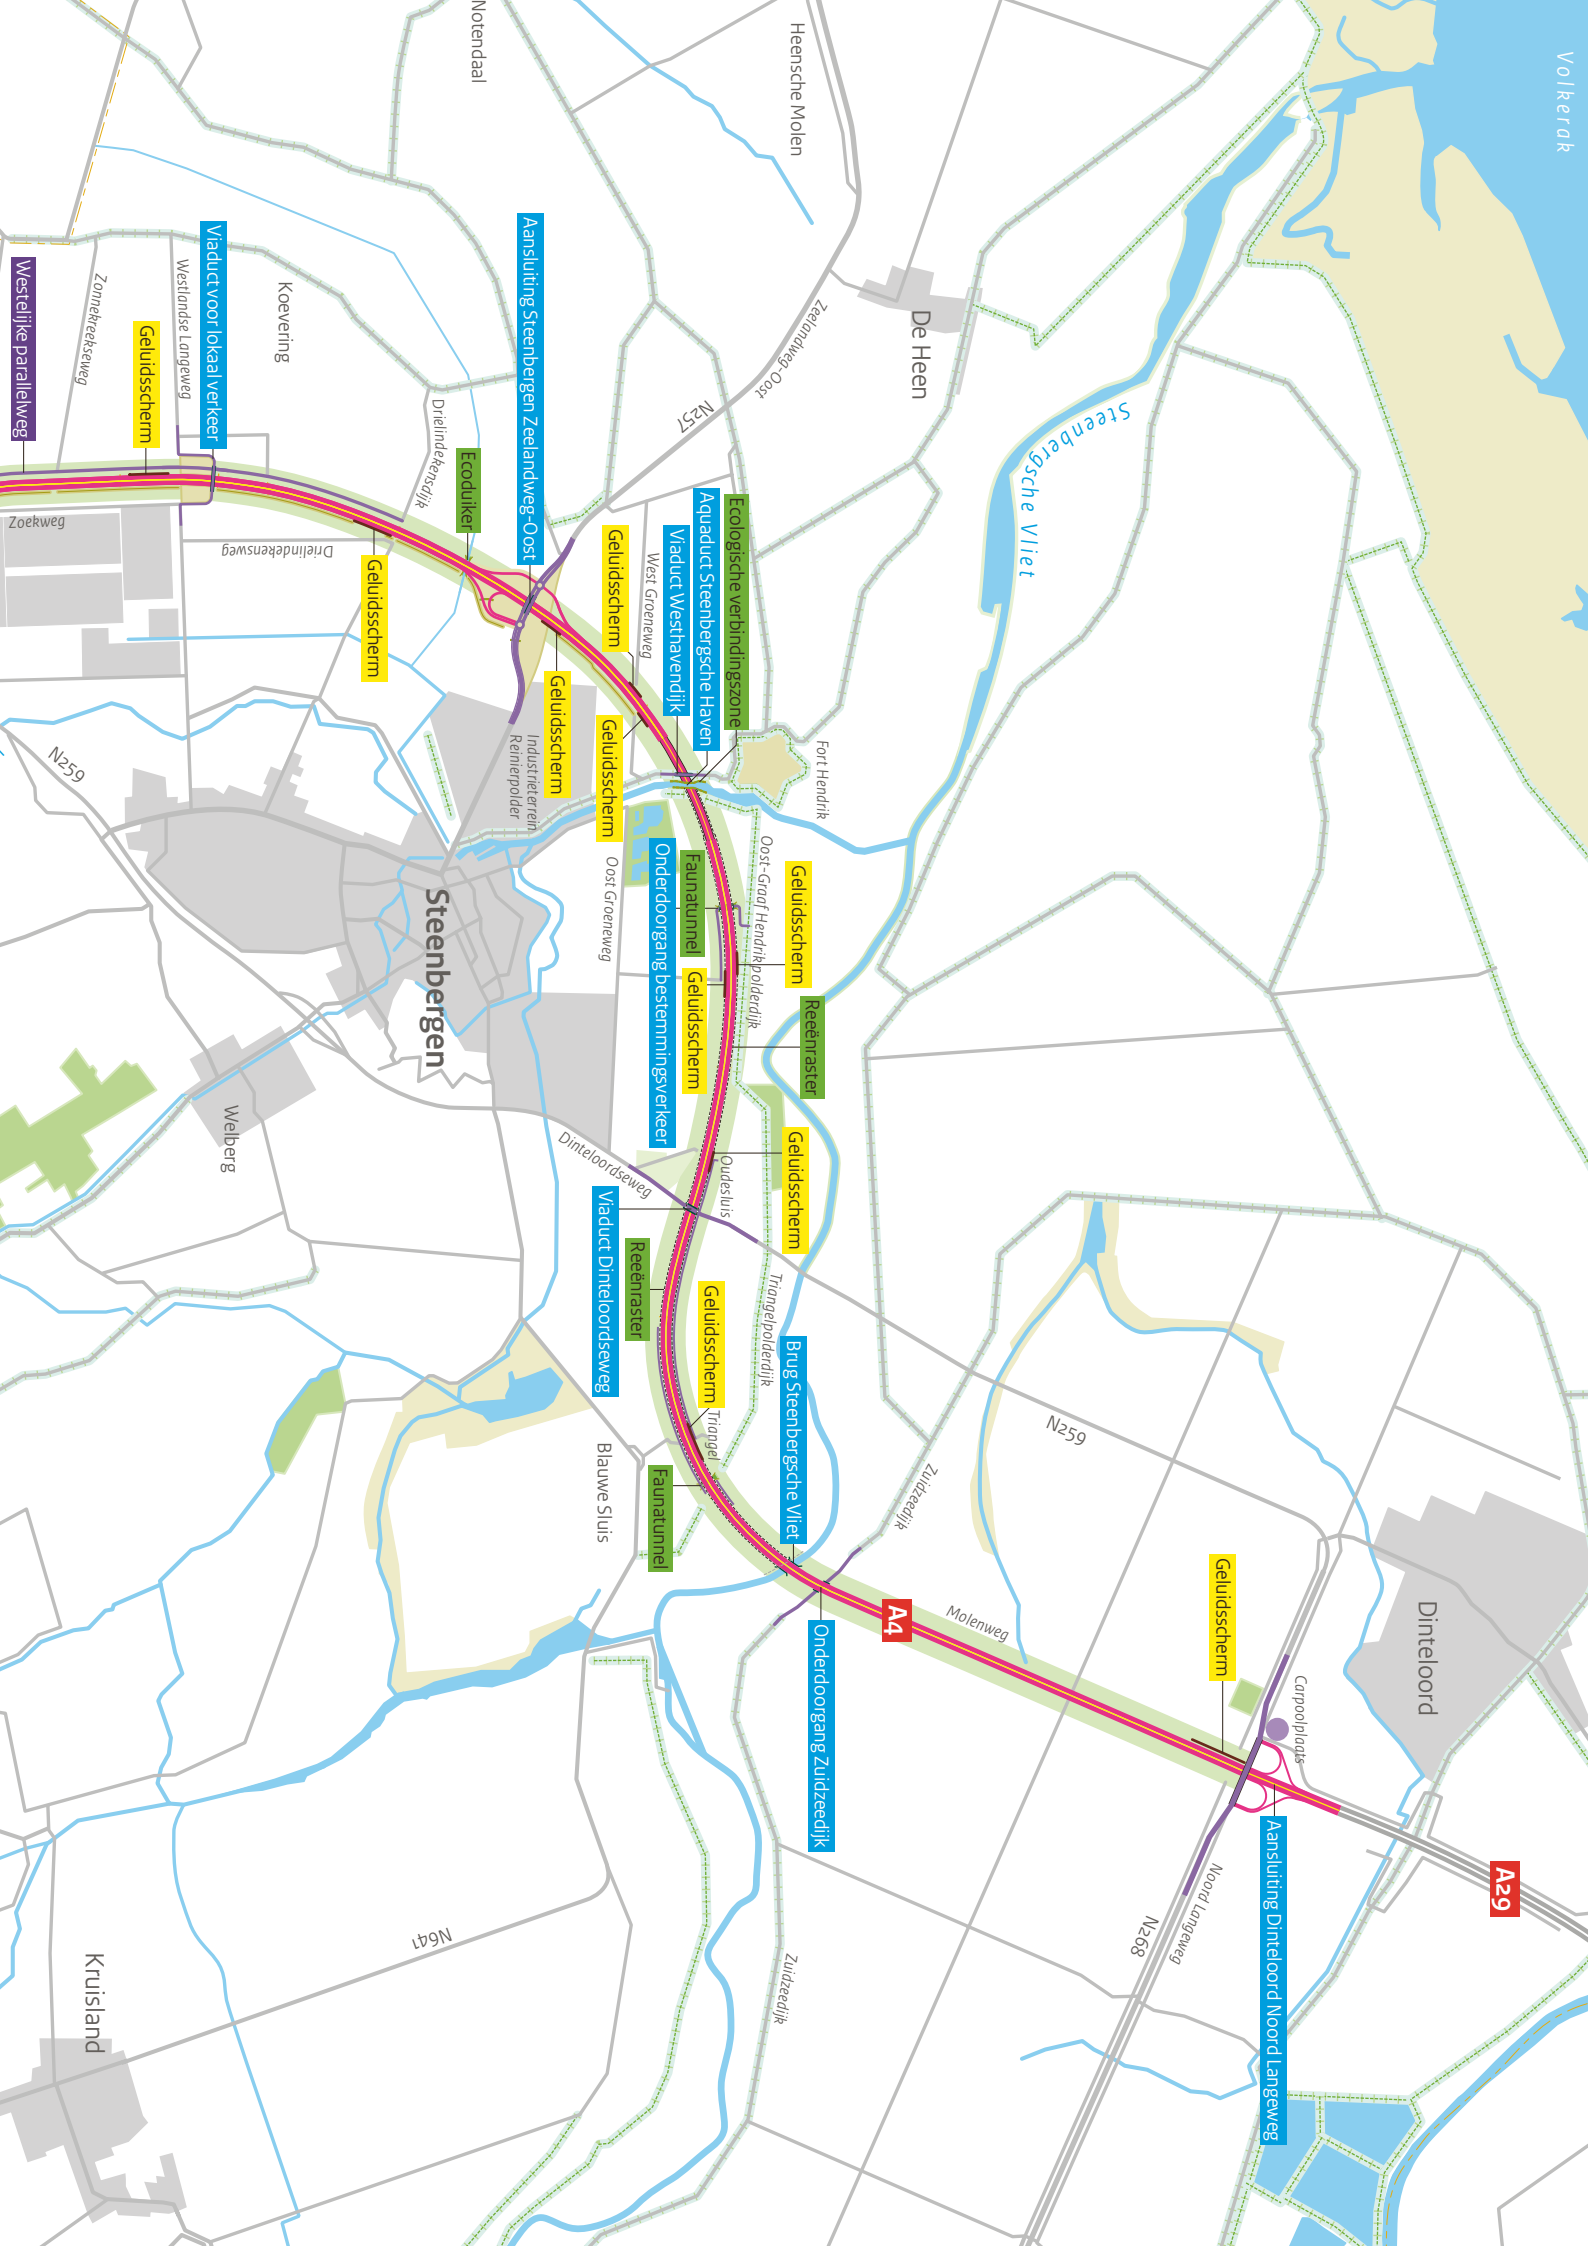 Volkerak
Notendaal
Heensche Molen
De Heen
Zeelandweg-Oost
N257
Steenbergsche Vliet
Koevering
Westlandse Langeweg
Zonnekreekseweg
Drielindekensdijk
Westelijke parallelweg
Geluidsscherm
Viaduct voor lokaal verkeer
Ecoduiker
Aansluiting Steenbergen Zeelandweg-Oost
Zoekweg
Drielindekensweg
Geluidsscherm
Geluidsscherm
Geluidsscherm
West Groeneweg
Geluidsscherm
Viaduct Westhavendijk
Aquaduct Steenbergsche Haven
Ecologische verbindingszone
Fort Hendrik
Industrieterrein
Reinierpolder
N259
Steenbergen
Welberg
Oost Groeneweg
Oost-Graaf Hendrikpolderdijk
Onderdoorgang bestemmingsverkeer
Faunatunnel
Geluidsscherm
Geluidsscherm
Reeënraster
Dinteloordseweg
Oudesluis
Geluidsscherm
Viaduct Dinteloordseweg
Reeënraster
Geluidsscherm
Triangelpolderdijk
Triangel
Brug Steenbergsche Vliet
Blauwe Sluis
Faunatunnel
Zuidzeedijk
N259
A4
Molenweg
Onderdoorgang Zuidzeedijk
Geluidsscherm
Dinteloord
Carpoolplaats
Aansluiting Dinteloord Noord Langeweg
Noord Langeweg
N268
A29
Zuidzeedijk
N641
Kruisland